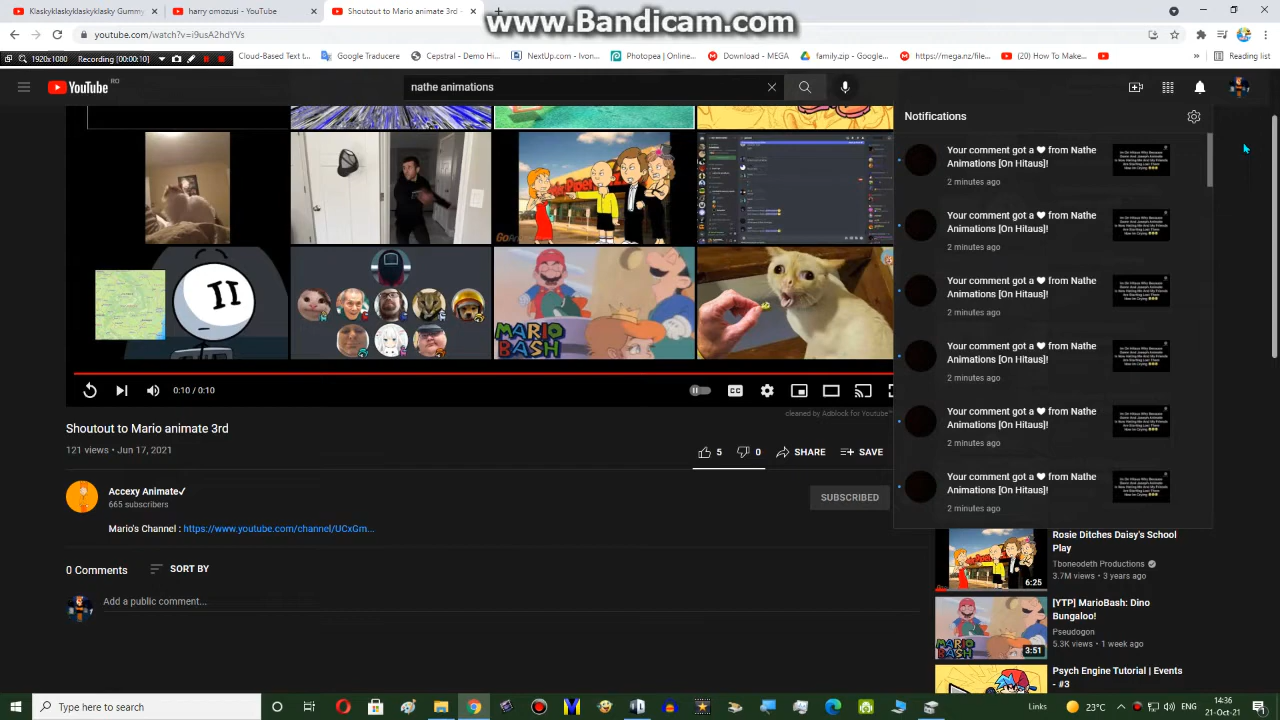 www.Bandicam.com
Klaskyklaskyklaskyklasky Gummy
harry omozusi - YouTube
Shoutout to Mario animate 3rd -
youtube.com/watch?v=i9usA2hdYVs
1920x1080 [00:00:10]
Cloud-Based Text t...
Google Traducere
Cepstral - Demo Hi...
NextUp.com - Ivon...
Photopea | Online...
Download - MEGA
family.zip - Google...
https://mega.nz/file...
(20) How To Make...
Reading list
YouTube RO
nathe animations
Notifications
Your comment got a ❤ from Nathe
Animations [On Hitaus]!
2 minutes ago
Your comment got a ❤ from Nathe
Animations [On Hitaus]!
2 minutes ago
Your comment got a ❤ from Nathe
Animations [On Hitaus]!
2 minutes ago
Your comment got a ❤ from Nathe
Animations [On Hitaus]!
2 minutes ago
Your comment got a ❤ from Nathe
Animations [On Hitaus]!
2 minutes ago
Your comment got a ❤ from Nathe
Animations [On Hitaus]!
2 minutes ago
MARIO
BASH
0:10 / 0:10
CC
cleaned by Adblock for Youtube™
Shoutout to Mario animate 3rd
121 views • Jun 17, 2021
5
0
SHARE
SAVE
Accexy Animate✓
665 subscribers
SUBSCRIBED
Mario's Channel : https://www.youtube.com/channel/UCxGm...
0 Comments
SORT BY
Add a public comment...
Rosie Ditches Daisy's School
Play
Tboneodeth Productions
3.7M views • 3 years ago
6:25
[YTP] MarioBash: Dino
Bungaloo!
Pseudogon
5.3K views • 1 week ago
3:51
Psych Engine Tutorial | Events
- #3
Type here to search
Links
23°C
14:36
21-Oct-21